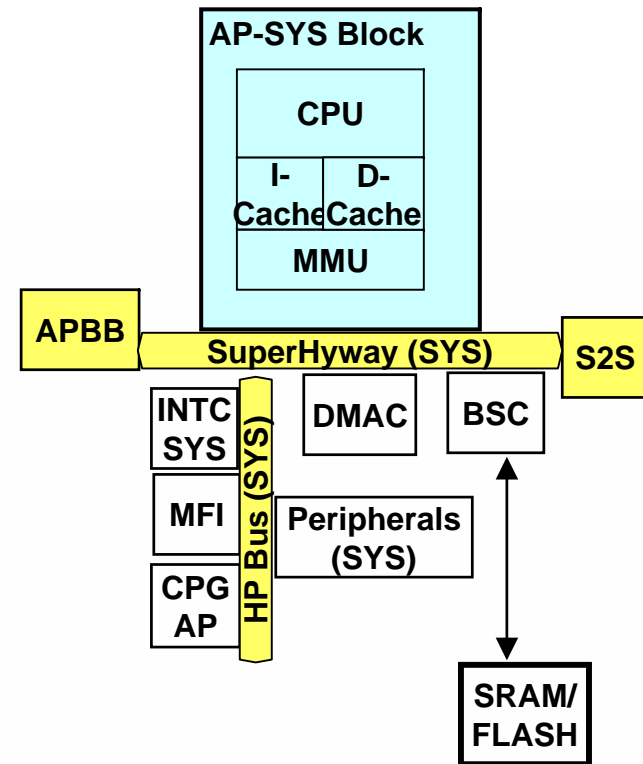 AP-SYS Block
CPU
I-
Cache
D-
Cache
MMU
APBB
SuperHyway (SYS)
S2S
INTC
SYS
DMAC
BSC
MFI
HP Bus (SYS)
Peripherals
(SYS)
CPG
AP
SRAM/
FLASH